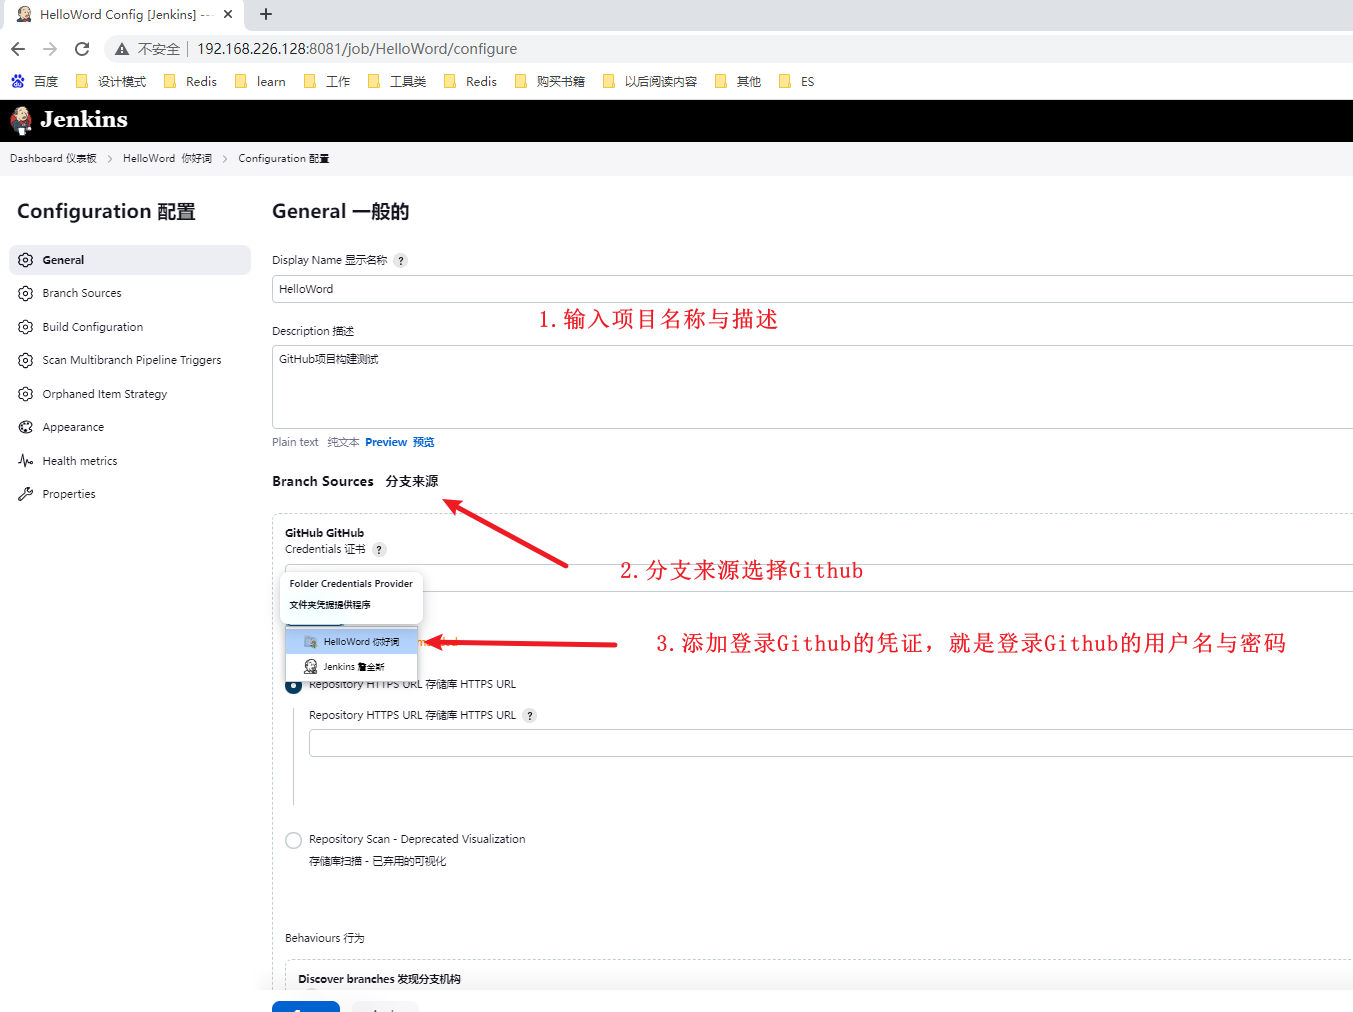 HelloWord Config [Jenkins] --
不安全 192.168.226.128:8081/job/HelloWord/configure
百度 设计模式 Redis learn 工作 工具类 Redis 购买书籍 以后阅读内容 其他 ES
Jenkins
Dashboard 仪表板 HelloWord 你好词 Configuration 配置
Configuration 配置
General
Branch Sources
Build Configuration
Scan Multibranch Pipeline Triggers
Orphaned Item Strategy
Appearance
Health metrics
Properties
General 一般的
Display Name 显示名称 ?
HelloWord
1.输入项目名称与描述
Description 描述
GitHub项目构建测试
Plain text 纯文本 Preview 预览
Branch Sources 分支来源
GitHub GitHub
Credentials 证书 ?
2.分支来源选择Github
Folder Credentials Provider
文件夹凭据提供程序
HelloWord 你好词
3.添加登录Github的凭证，就是登录Github的用户名与密码
Jenkins 詹金斯
Repository HTTPS URL 存储库 HTTPS URL
Repository HTTPS URL 存储库 HTTPS URL ?
Repository Scan - Deprecated Visualization
存储库扫描 - 已弃用的可视化
Behaviours 行为
Discover branches 发现分支机构